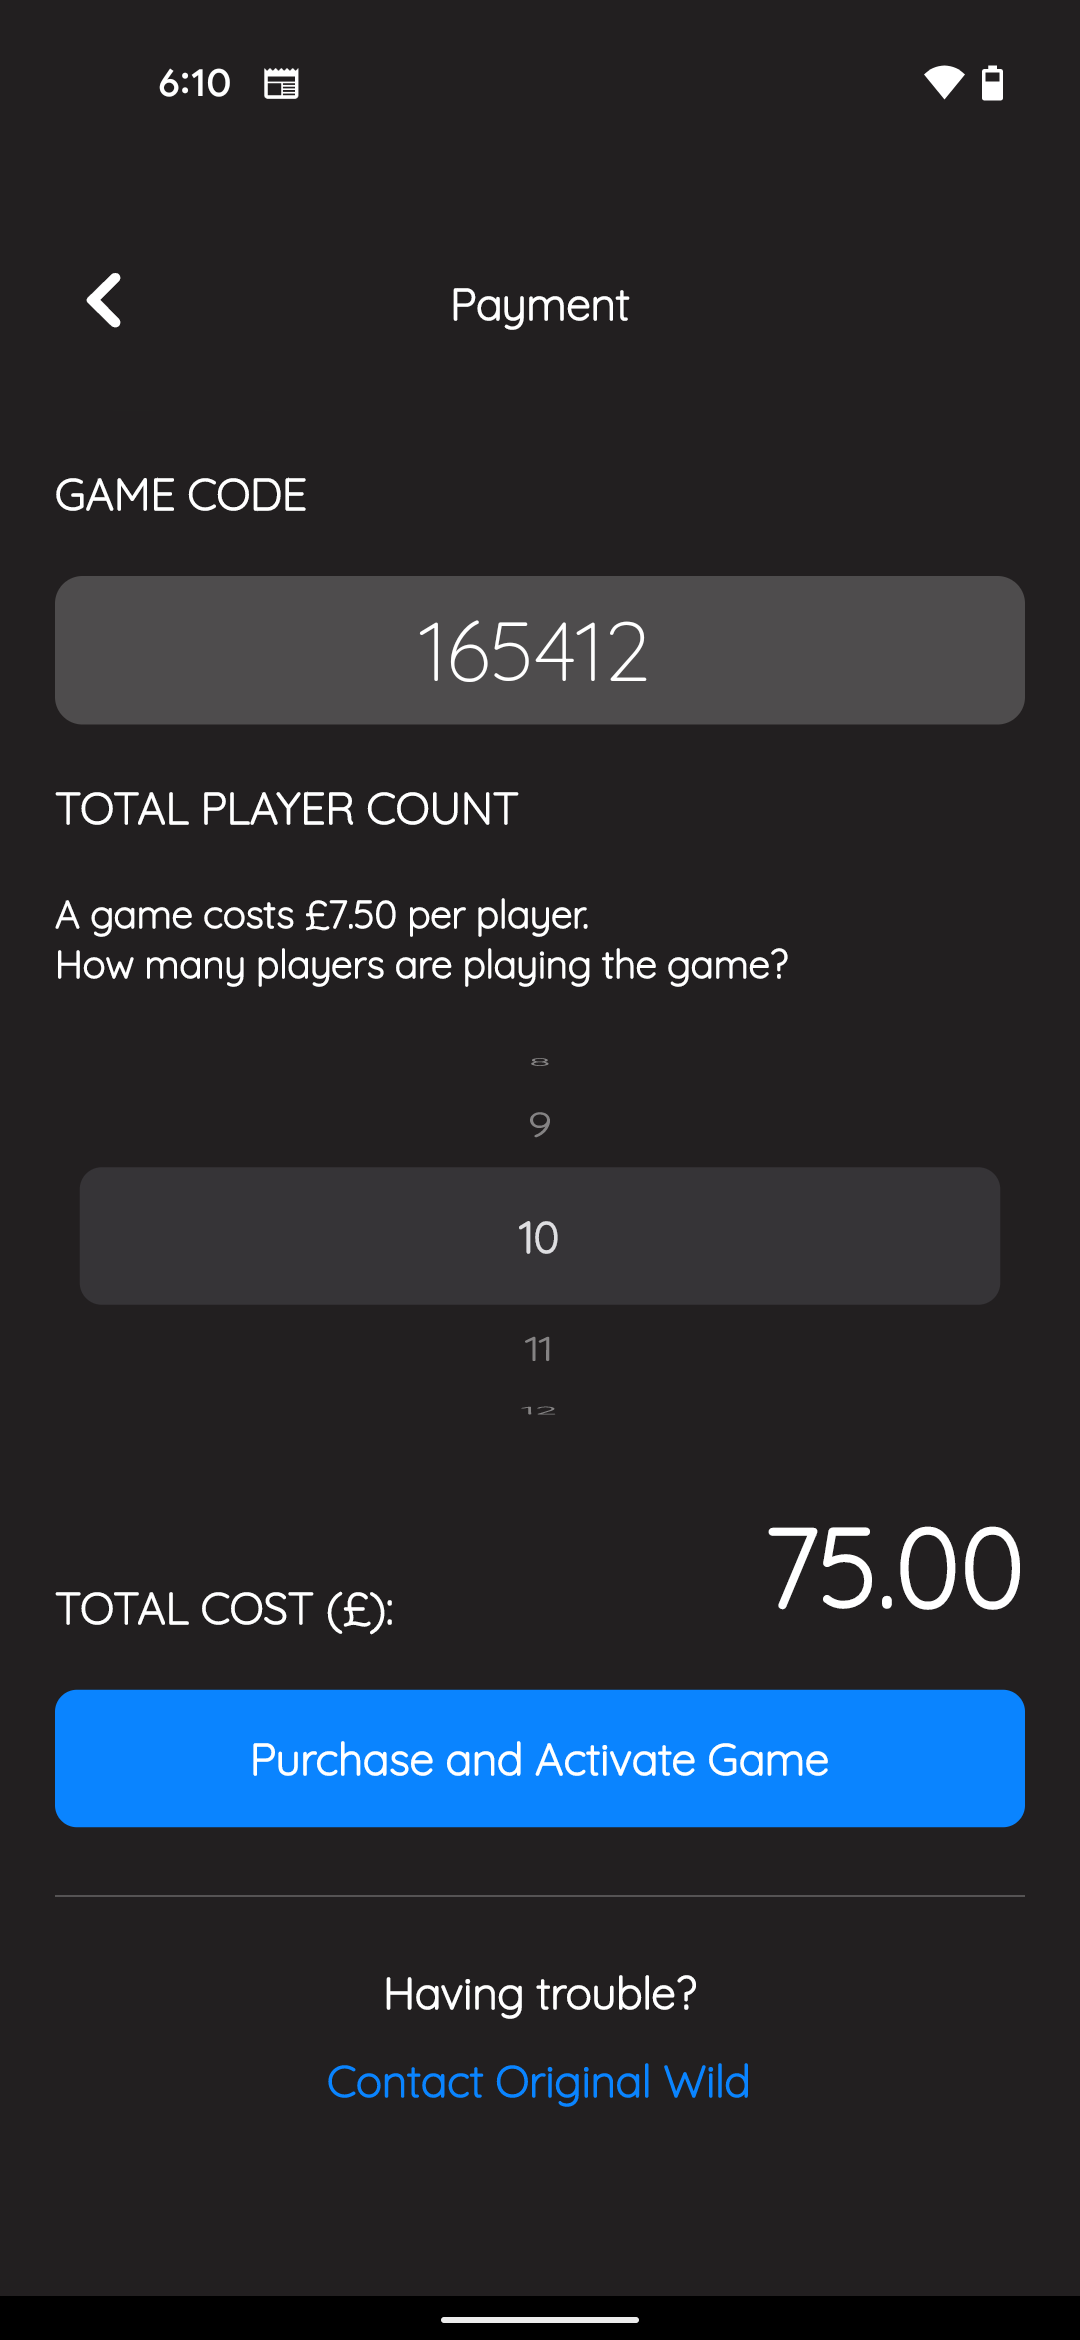 6:10
Payment
GAME CODE
165412
TOTAL PLAYER COUNT
A game costs £7.50 per player.
How many players are playing the game?
8
9
10
11
12
75.00
TOTAL COST (£):
Purchase and Activate Game
Having trouble?
Contact Original Wild